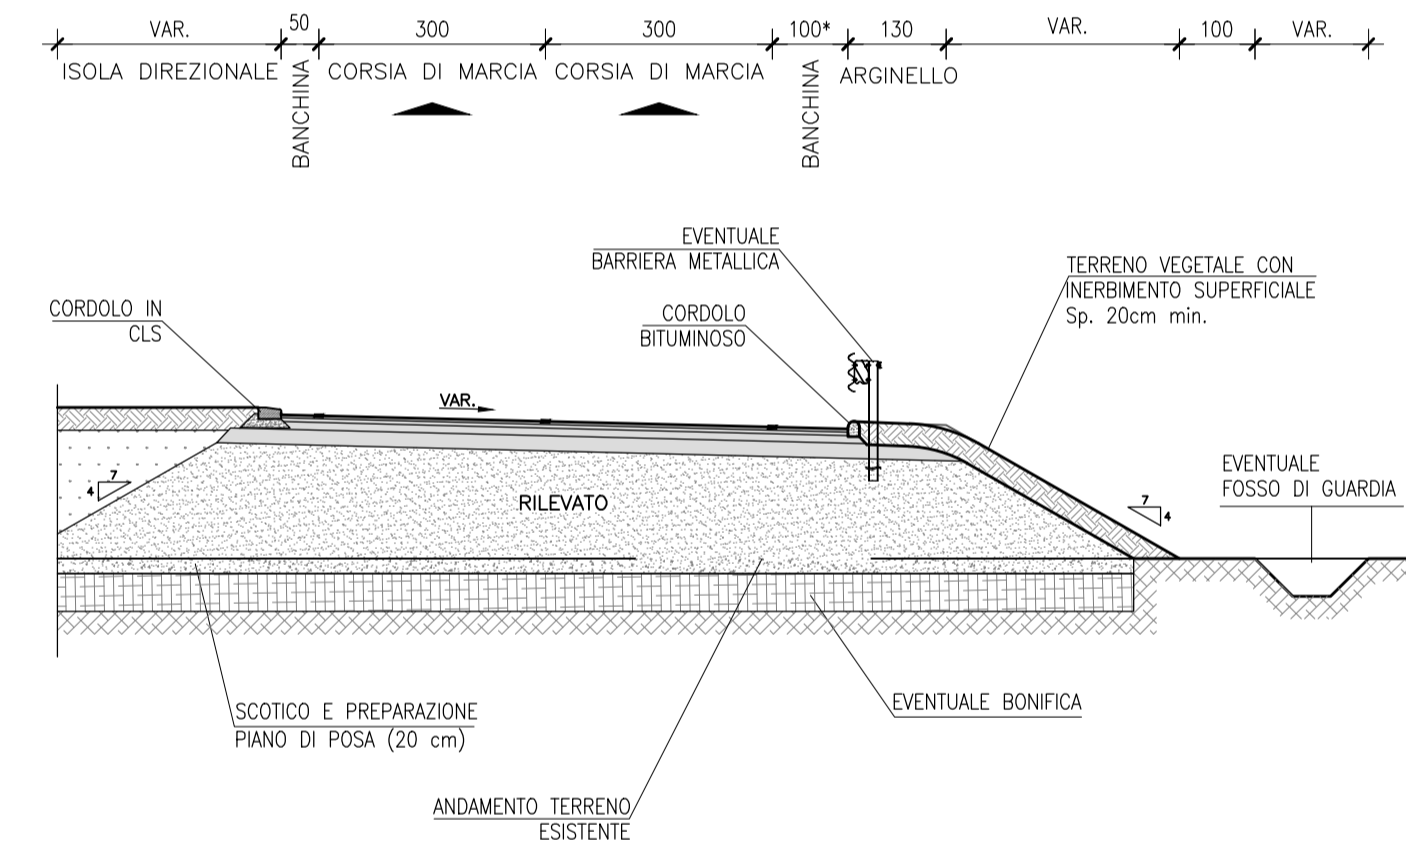 VAR.
50
300
300
100*
130
VAR.
100
VAR.
ISOLA DIREZIONALE
BANCHINA
CORSIA DI MARCIA
CORSIA DI MARCIA
BANCHINA
ARGINELLO
EVENTUALE
BARRIERA METALLICA
TERRENO VEGETALE CON
INERBIMENTO SUPERFICIALE
Sp. 20cm min.
CORDOLO IN
CLS
CORDOLO
BITUMINOSO
VAR.
EVENTUALE
FOSSO DI GUARDIA
7
4
RILEVATO
7
4
SCOTICO E PREPARAZIONE
PIANO DI POSA (20 cm)
EVENTUALE BONIFICA
ANDAMENTO TERRENO
ESISTENTE